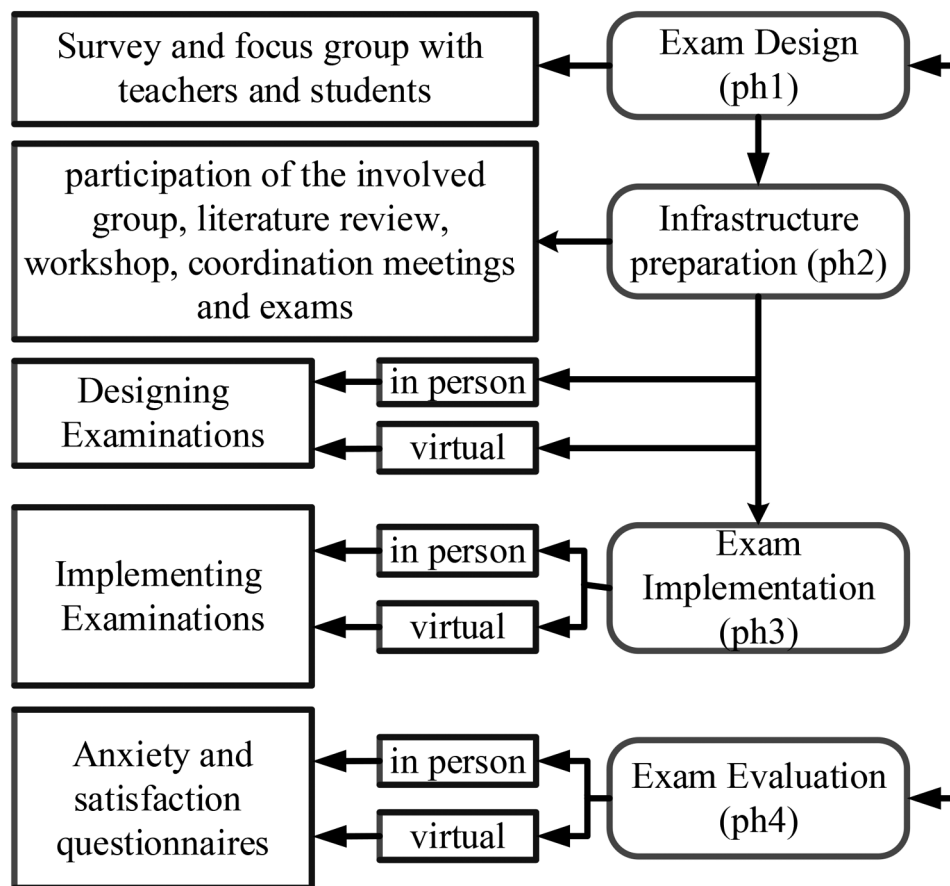 Survey and focus group with
teachers and students
Exam Design
(ph1)
participation of the involved
group, literature review,
workshop, coordination meetings
and exams
Infrastructure
preparation (ph2)
Designing
Examinations
in person
virtual
Implementing
Examinations
in person
virtual
Exam
Implementation
(ph3)
Anxiety and
satisfaction
questionnaires
in person
virtual
Exam Evaluation
(ph4)